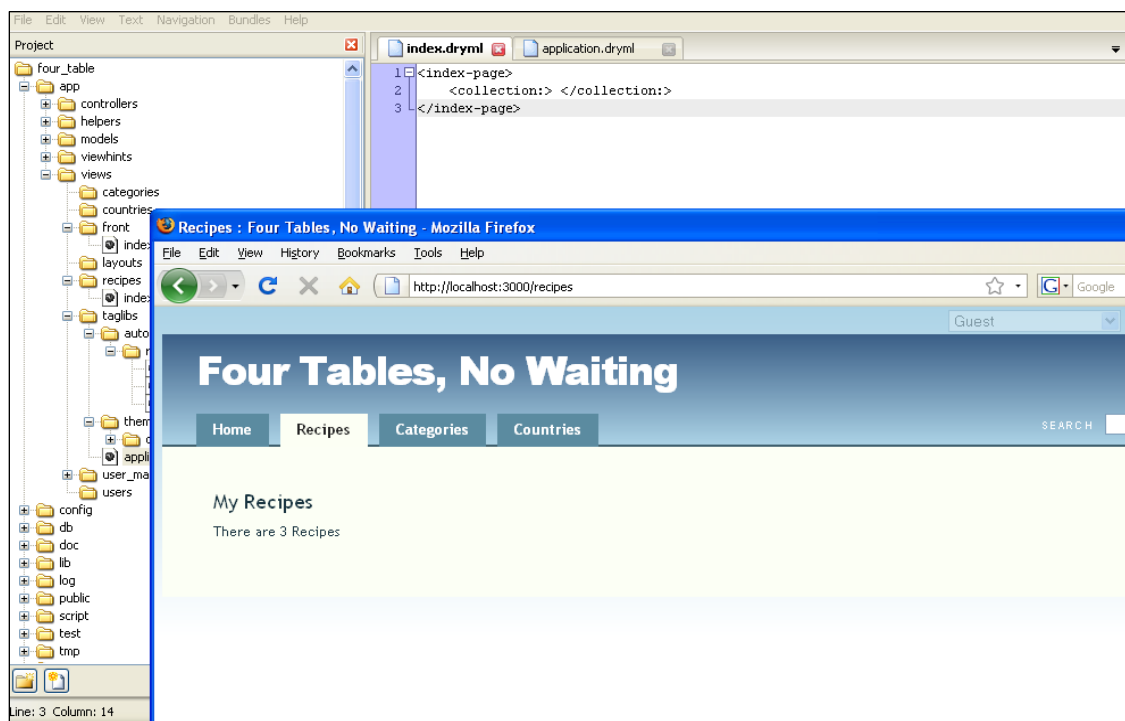 File Edit View Text Navigation Bundles Help
Project
index.dryml
application.dryml
four_table
app
controllers
helpers
models
viewhints
views
categories
countries
front
layouts
recipes
taglibs
users
config
db
doc
lib
log
public
script
test
tmp
Line: 3 Column: 14
1 <index-page>
2 <collection:> </collection:>
3 </index-page>
Recipes : Four Tables, No Waiting - Mozilla Firefox
File Edit View History Bookmarks Tools Help
http://localhost:3000/recipes
G Google
Guest
Four Tables, No Waiting
Home Recipes Categories Countries
SEARCH
My Recipes
There are 3 Recipes